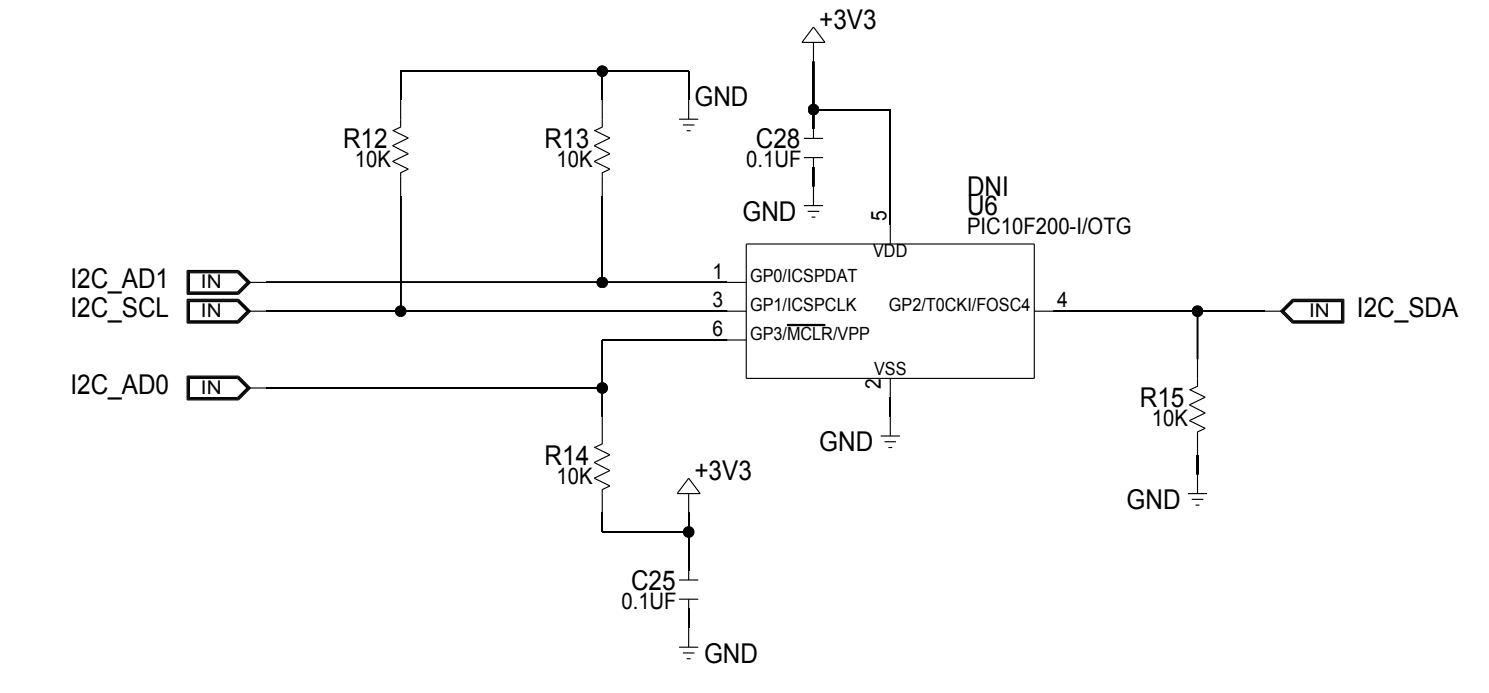 +3V3
GND
R12
10K
R13
10K
C28
0.1UF
GND
DNI
U6
PIC10F200-I/OTG
5
VDD
I2C_AD1 IN 1 GP0/ICSPDAT
I2C_SCL IN 3 GP1/ICSPCLK GP2/T0CKI/FOSC4 4 IN I2C_SDA
6 GP3/MCLR/VPP
I2C_AD0 IN
VSS
2
GND
R15
10K
GND
R14
10K
+3V3
C25
0.1UF
GND